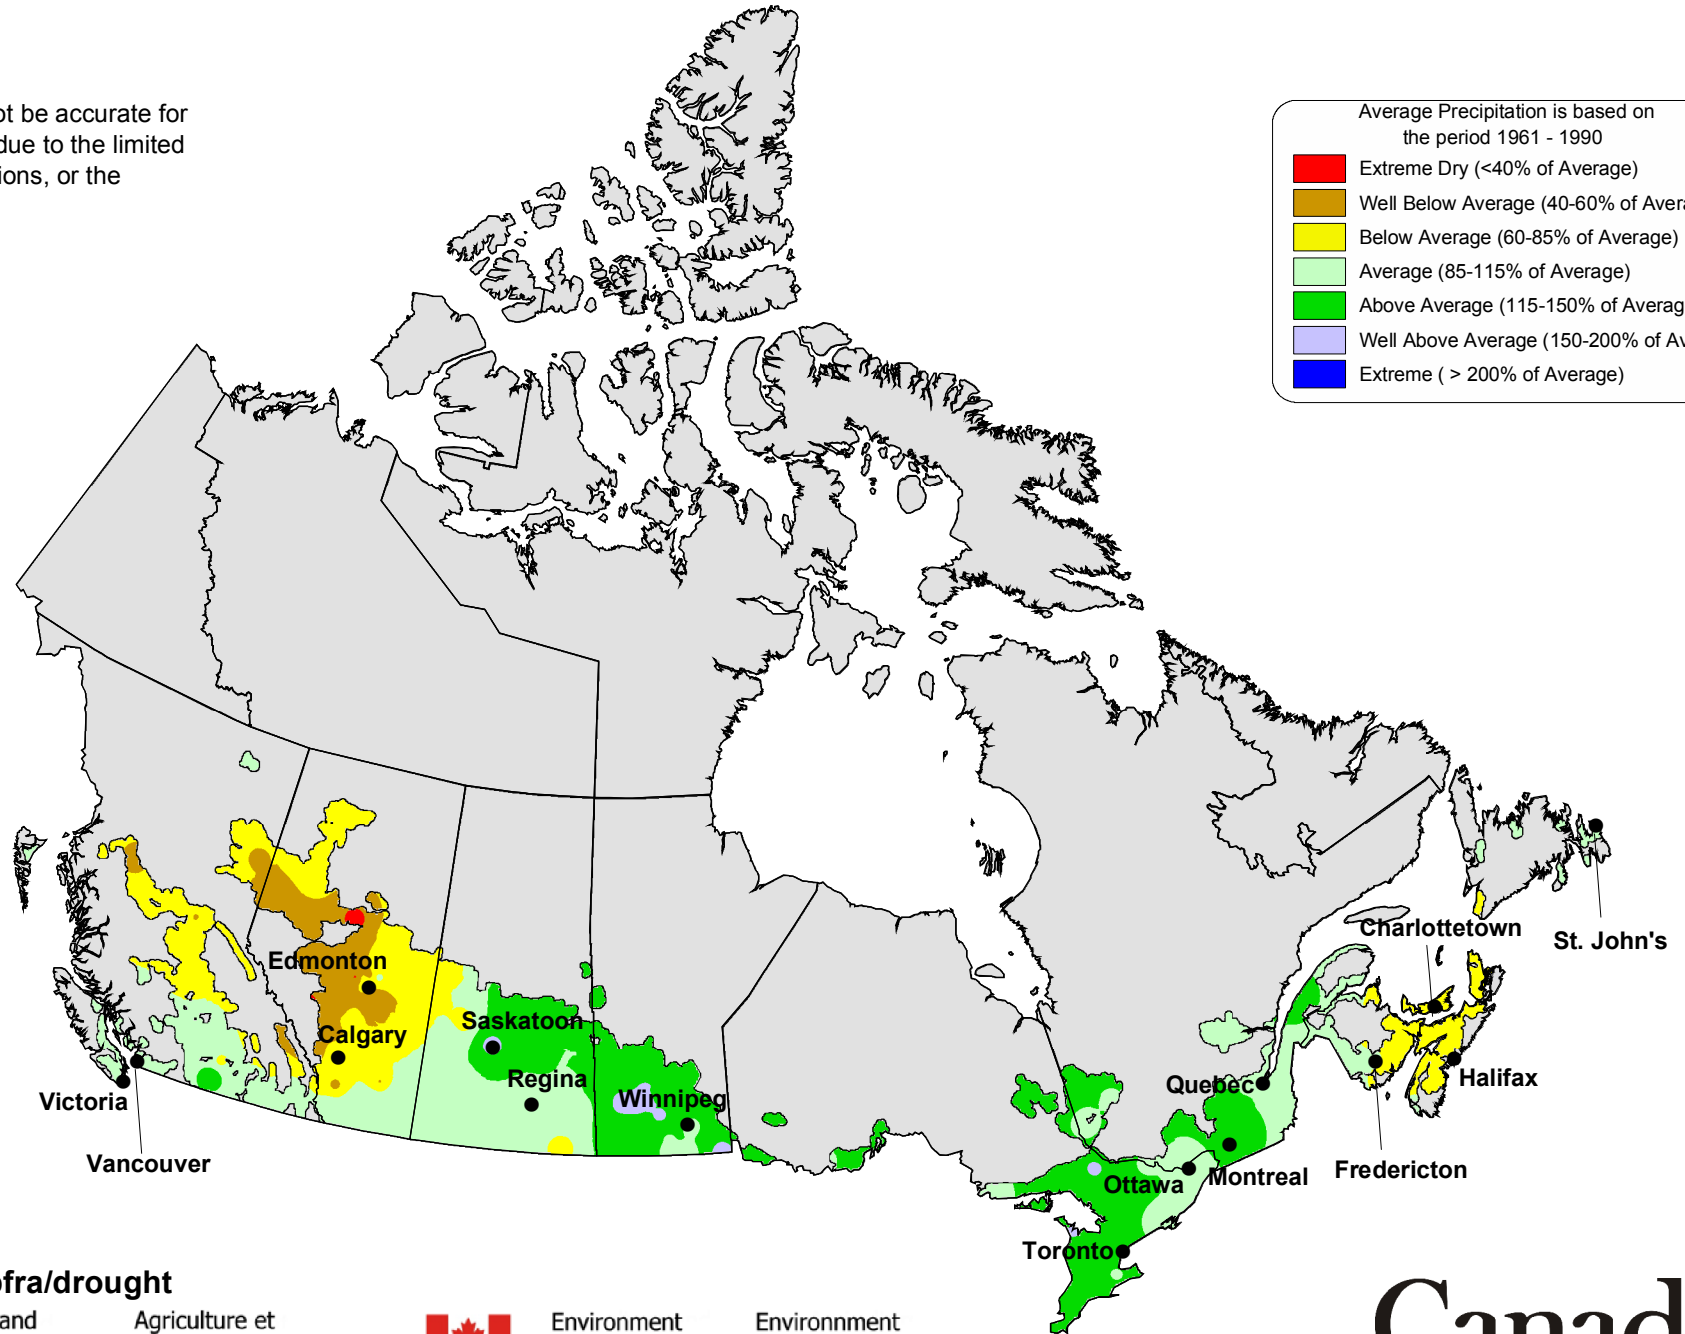 ot be accurate for
due to the limited
ions, or the
Average Precipitation is based on
the period 1961 - 1990
Extreme Dry (<40% of Average)
Well Below Average (40-60% of Avera
Below Average (60-85% of Average)
Average (85-115% of Average)
Above Average (115-150% of Averag
Well Above Average (150-200% of Av
Extreme ( > 200% of Average)
Charlottetown
St. John's
Edmonton
Calgary
Saskatoon
Regina
Winnipeg
Victoria
Vancouver
Quebec
Halifax
Ottawa
Montreal
Fredericton
Toronto
ofra/drought
and
Agriculture et
Environment
Environnment
Canad